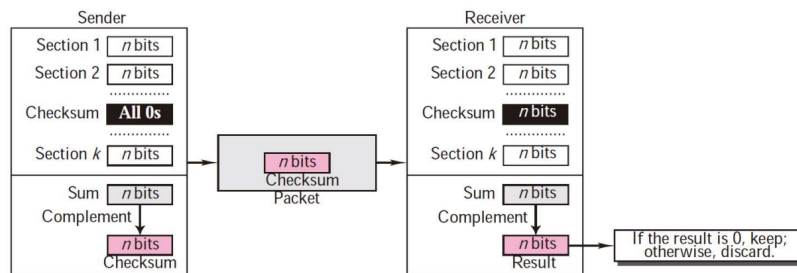 Sender
Section 1 n bits
Section 2 n bits
............
Checksum All 0s
............
Section k n bits
Sum n bits
Complement
n bits
Checksum
n bits
Checksum
Packet
Receiver
Section 1 n bits
Section 2 n bits
............
Checksum n bits
............
Section k n bits
Sum n bits
Complement
n bits
Result
If the result is 0, keep;
otherwise, discard.